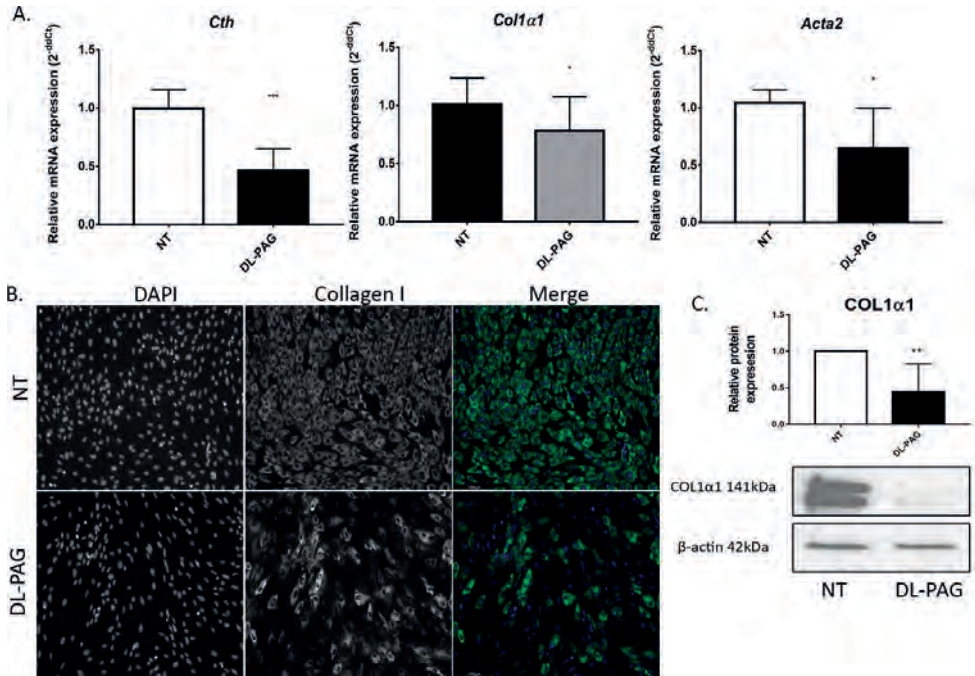 A.
Cth
Relative mRNA expression (2^-ddCt)
1.5
1.0
0.5
0.0
***
NT
DL-PAG
Col1α1
Relative mRNA expression (2^-ddCt)
1.5
1.0
0.5
0.0
*
NT
DL-PAG
Acta2
Relative mRNA expression (2^-ddCt)
1.5
1.0
0.5
0.0
*
NT
DL-PAG
B.
DAPI
Collagen I
Merge
NT
DL-PAG
C.
COL1α1
Relative protein
expresesion
1.5
1.0
0.5
0.0
**
NT
DL-PAG
COL1α1 141kDa
β-actin 42kDa
NT
DL-PAG